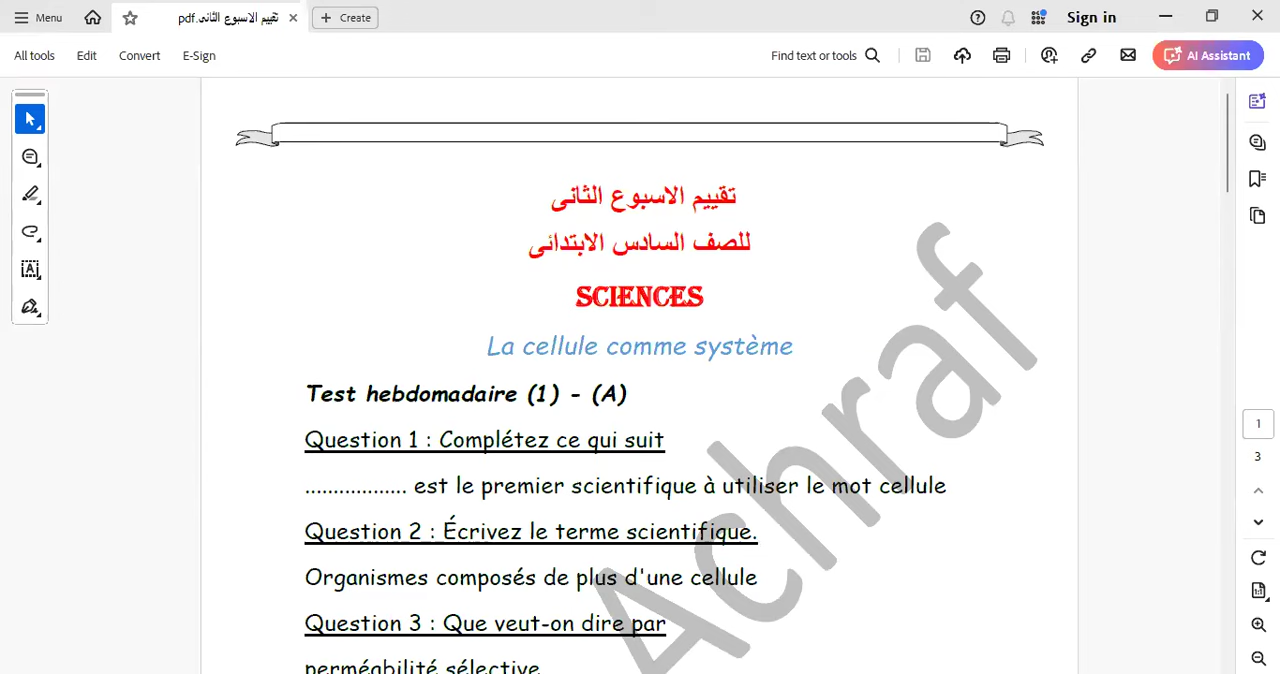 Menu
تقييم الاسبوع الثانى.pdf
Create
Sign in
All tools
Edit
Convert
E-Sign
Find text or tools
AI Assistant
تقييم الاسبوع الثانى
للصف السادس الابتدائى
SCIENCES
La cellule comme système
Test hebdomadaire (1) - (A)
Question 1 : Complétez ce qui suit
.................. est le premier scientifique à utiliser le mot cellule
Question 2 : Écrivez le terme scientifique.
Organismes composés de plus d'une cellule
Question 3 : Que veut-on dire par
perméabilité sélective
Achraf
1
3